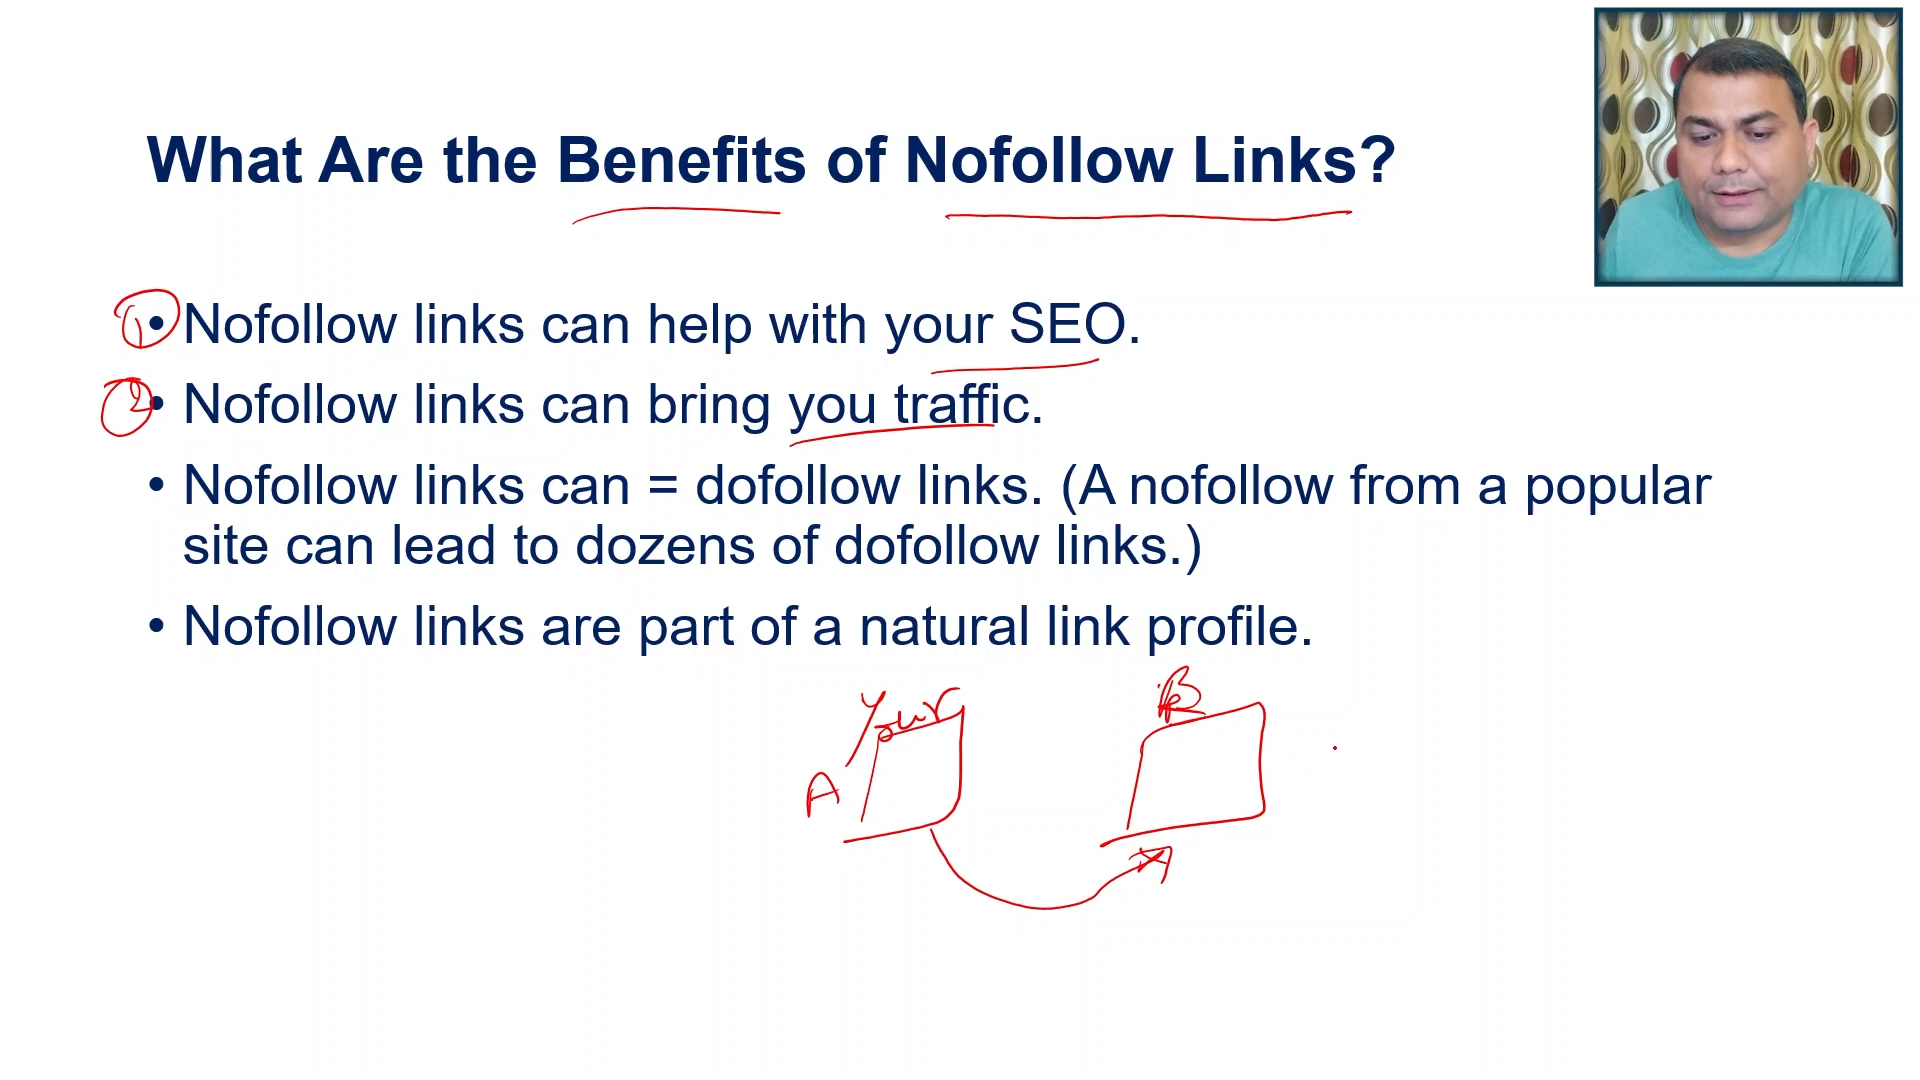 What Are the Benefits of Nofollow Links?
1
• Nofollow links can help with your SEO.
2
• Nofollow links can bring you traffic.
• Nofollow links can = dofollow links. (A nofollow from a popular
site can lead to dozens of dofollow links.)
• Nofollow links are part of a natural link profile.
Your
B
A